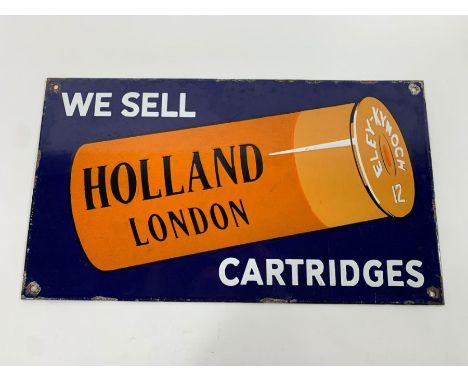 WE SELL
HOLLAND
LONDON
ELEY-KYNOCH
12
CARTRIDGES